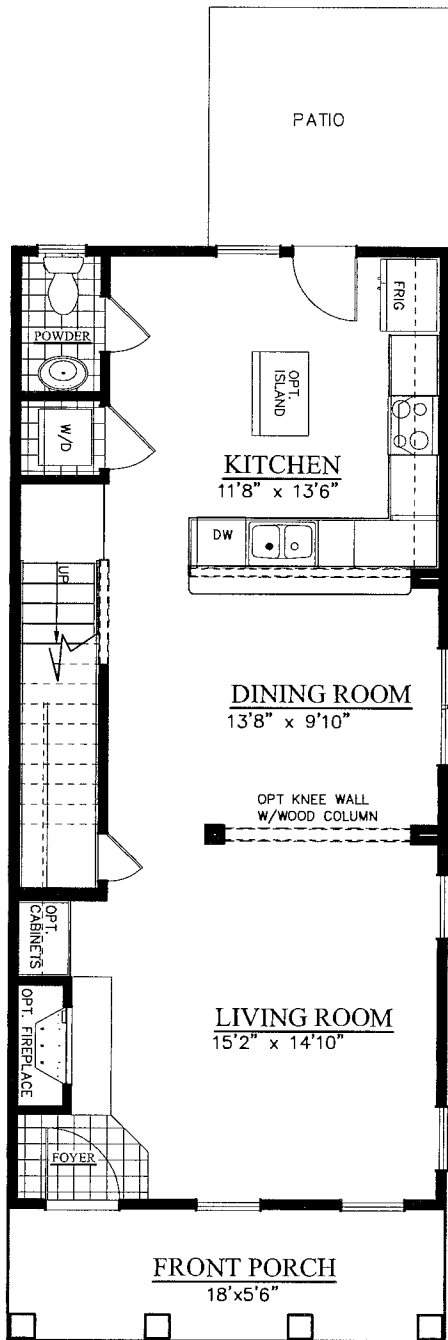 PATIO
FRIG
POWDER
OPT.
ISLAND
W/D
KITCHEN
11'8" x 13'6"
DW
UP
DINING ROOM
13'8" x 9'10"
OPT KNEE WALL
W/WOOD COLUMN
OPT.
CABINETS
OPT. FIREPLACE
LIVING ROOM
15'2" x 14'10"
FOYER
FRONT PORCH
18'x5'6"